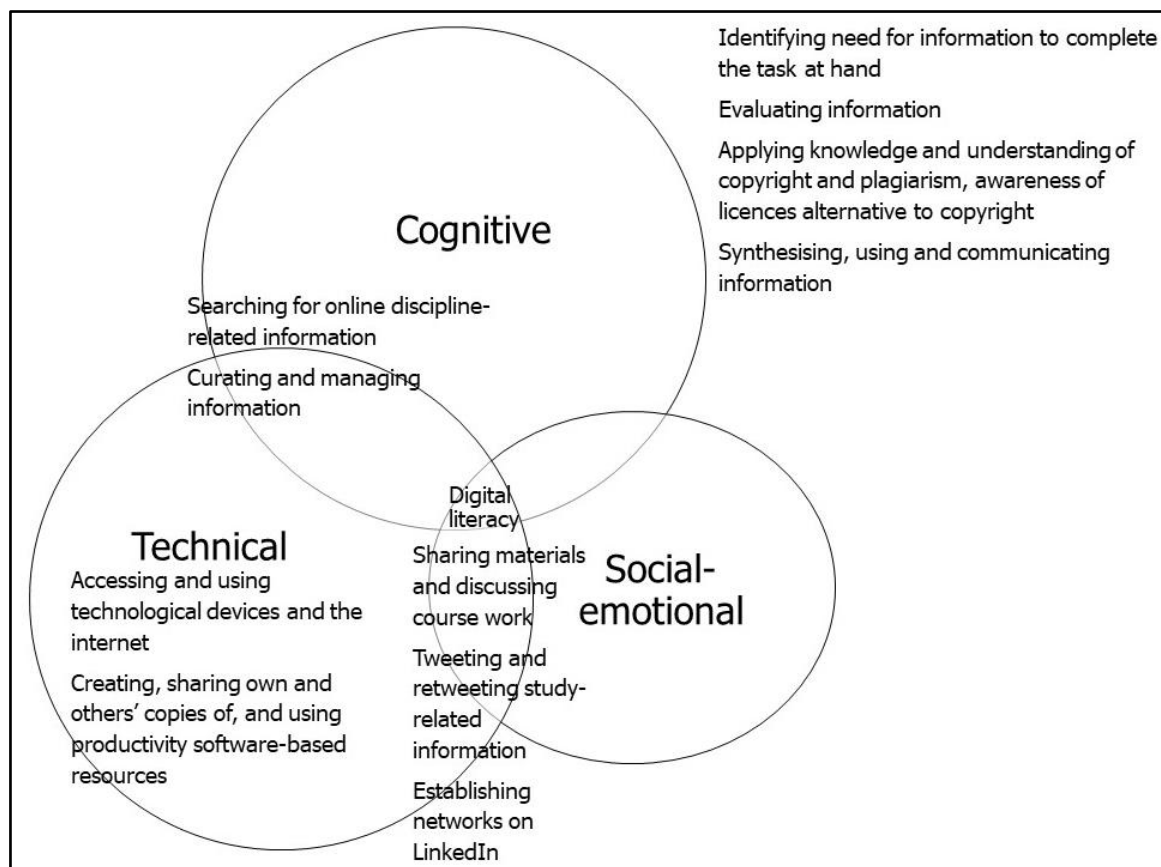 Identifying need for information to complete
the task at hand
Evaluating information
Applying knowledge and understanding of
copyright and plagiarism, awareness of
licences alternative to copyright
Synthesising, using and communicating
information
Cognitive
Searching for online discipline-
related information
Curating and managing
information
Digital
literacy
Technical
Accessing and using
technological devices and the
internet
Creating, sharing own and
others’ copies of, and using
productivity software-based
resources
Sharing materials
and discussing
course work
Tweeting and
retweeting study-
related
information
Establishing
networks on
LinkedIn
Social-
emotional